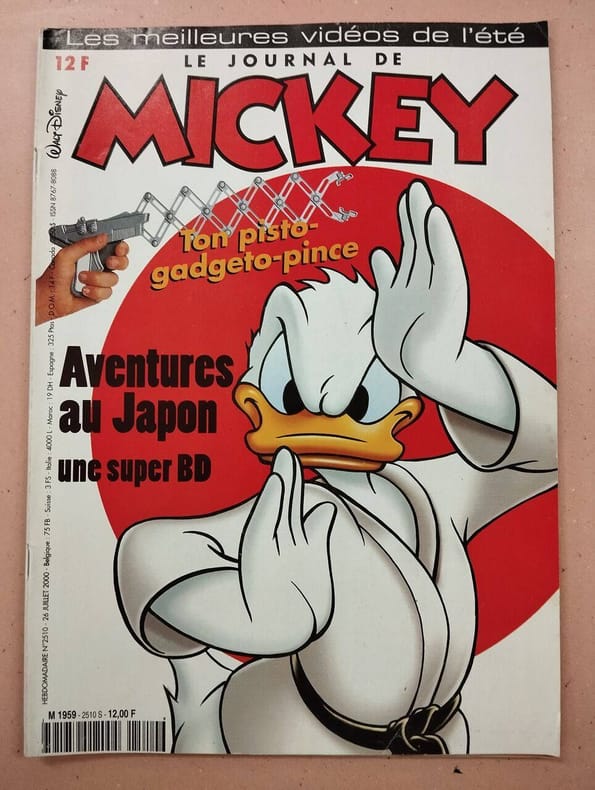 Les meilleures vidéos de l'été
12 F
LE JOURNAL DE
MICKEY
WALT DISNEY
Ton pisto-
gadgeto-pince
Aventures
au Japon
une super BD
HEBDOMADAIRE N°2510 - 26 JUILLET 2000 - Belgique : 75 FB - Suisse : 3 FS - Italie : 4000 L - Maroc : 19 DH - Espagne : 325 Ptas - D.O.M. : 14 F - Canada ISSN 8767-8088
M 1959 - 2510 S - 12,00 F